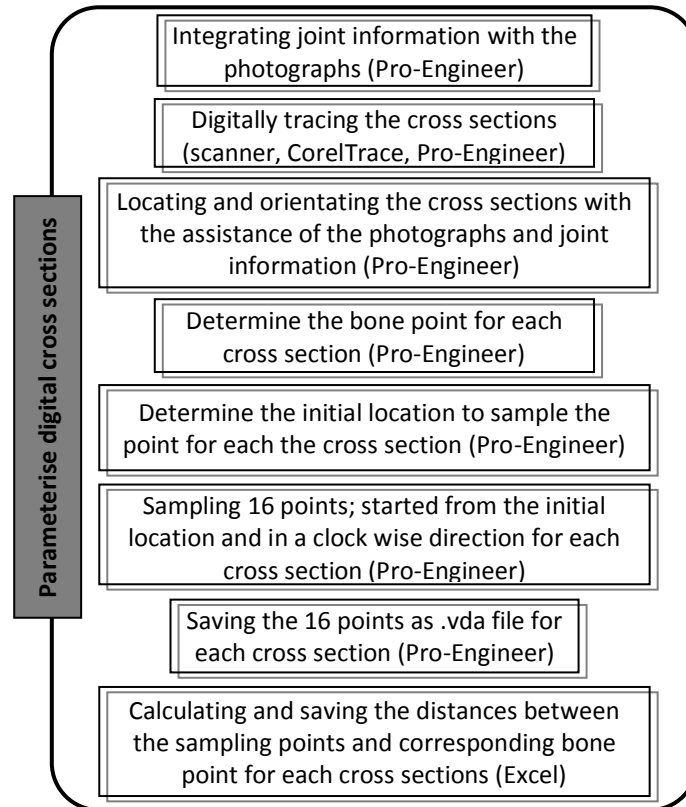 Parameterise digital cross sections
Integrating joint information with the
photographs (Pro-Engineer)
Digitally tracing the cross sections
(scanner, CorelTrace, Pro-Engineer)
Locating and orientating the cross sections with
the assistance of the photographs and joint
information (Pro-Engineer)
Determine the bone point for each
cross section (Pro-Engineer)
Determine the initial location to sample the
point for each the cross section (Pro-Engineer)
Sampling 16 points; started from the initial
location and in a clock wise direction for each
cross section (Pro-Engineer)
Saving the 16 points as .vda file for
each cross section (Pro-Engineer)
Calculating and saving the distances between
the sampling points and corresponding bone
point for each cross sections (Excel)